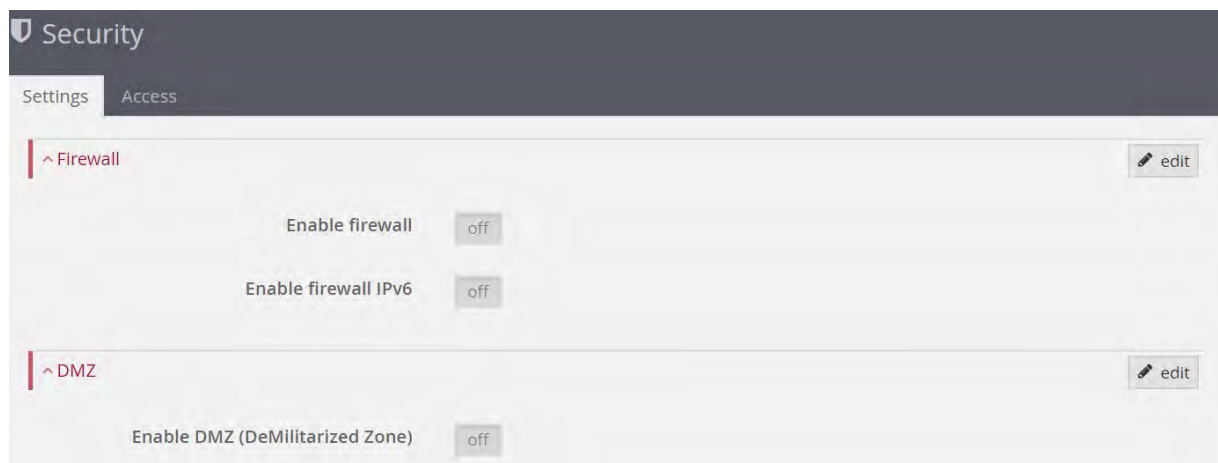 Security
Settings Access
Firewall edit
Enable firewall off
Enable firewall IPv6 off
DMZ edit
Enable DMZ (DeMilitarized Zone) off